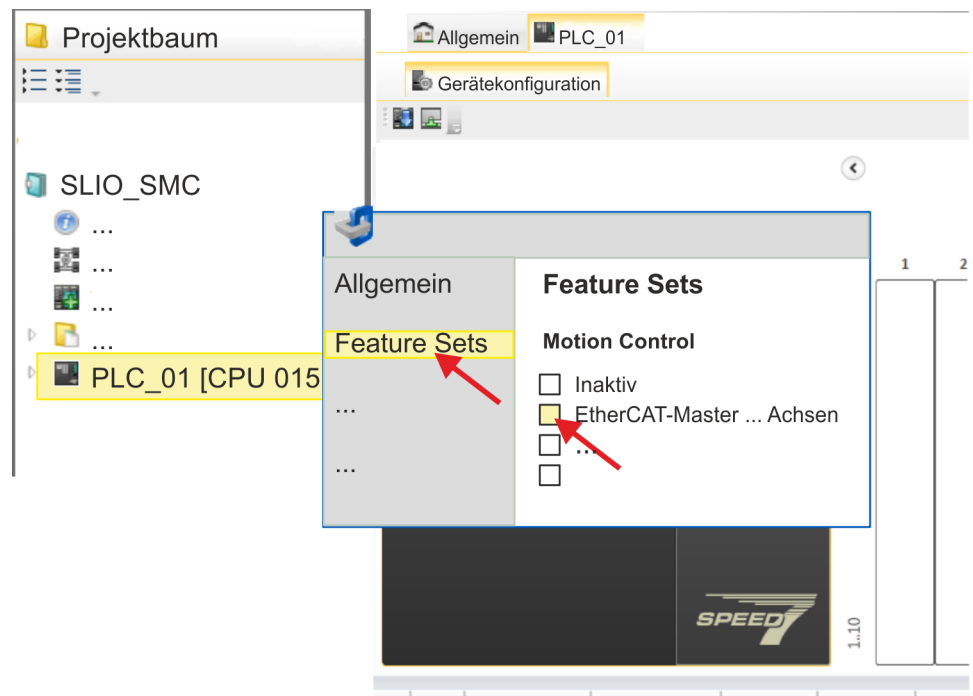 Projektbaum
SLIO_SMC
...
...
...
...
PLC_01 [CPU 015
Allgemein
PLC_01
Gerätekonfiguration
Allgemein
Feature Sets
...
...
Feature Sets
Motion Control
Inaktiv
EtherCAT-Master ... Achsen
...
1
2
SPEED7
1..10